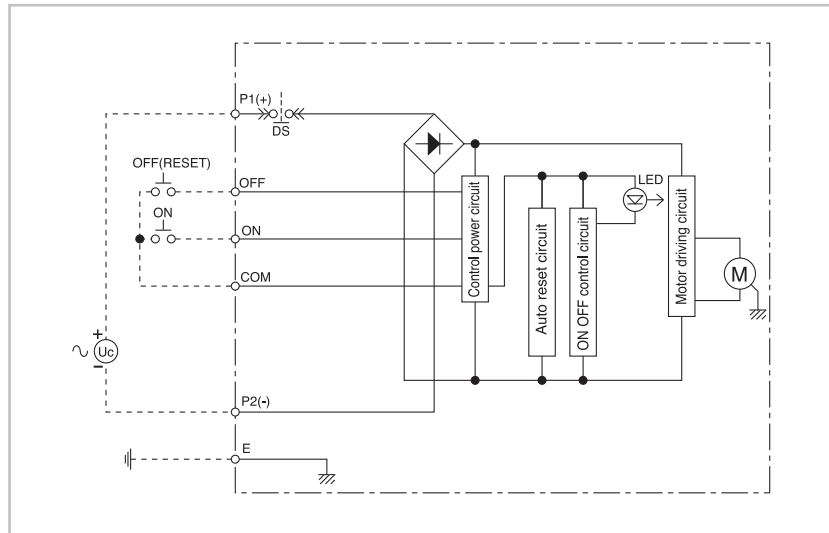 P1(+)
DS
OFF(RESET)
OFF
ON
ON
COM
LED
Control power circuit
Auto reset circuit
ON OFF control circuit
Motor driving circuit
M
+
Uc
-
P2(-)
E